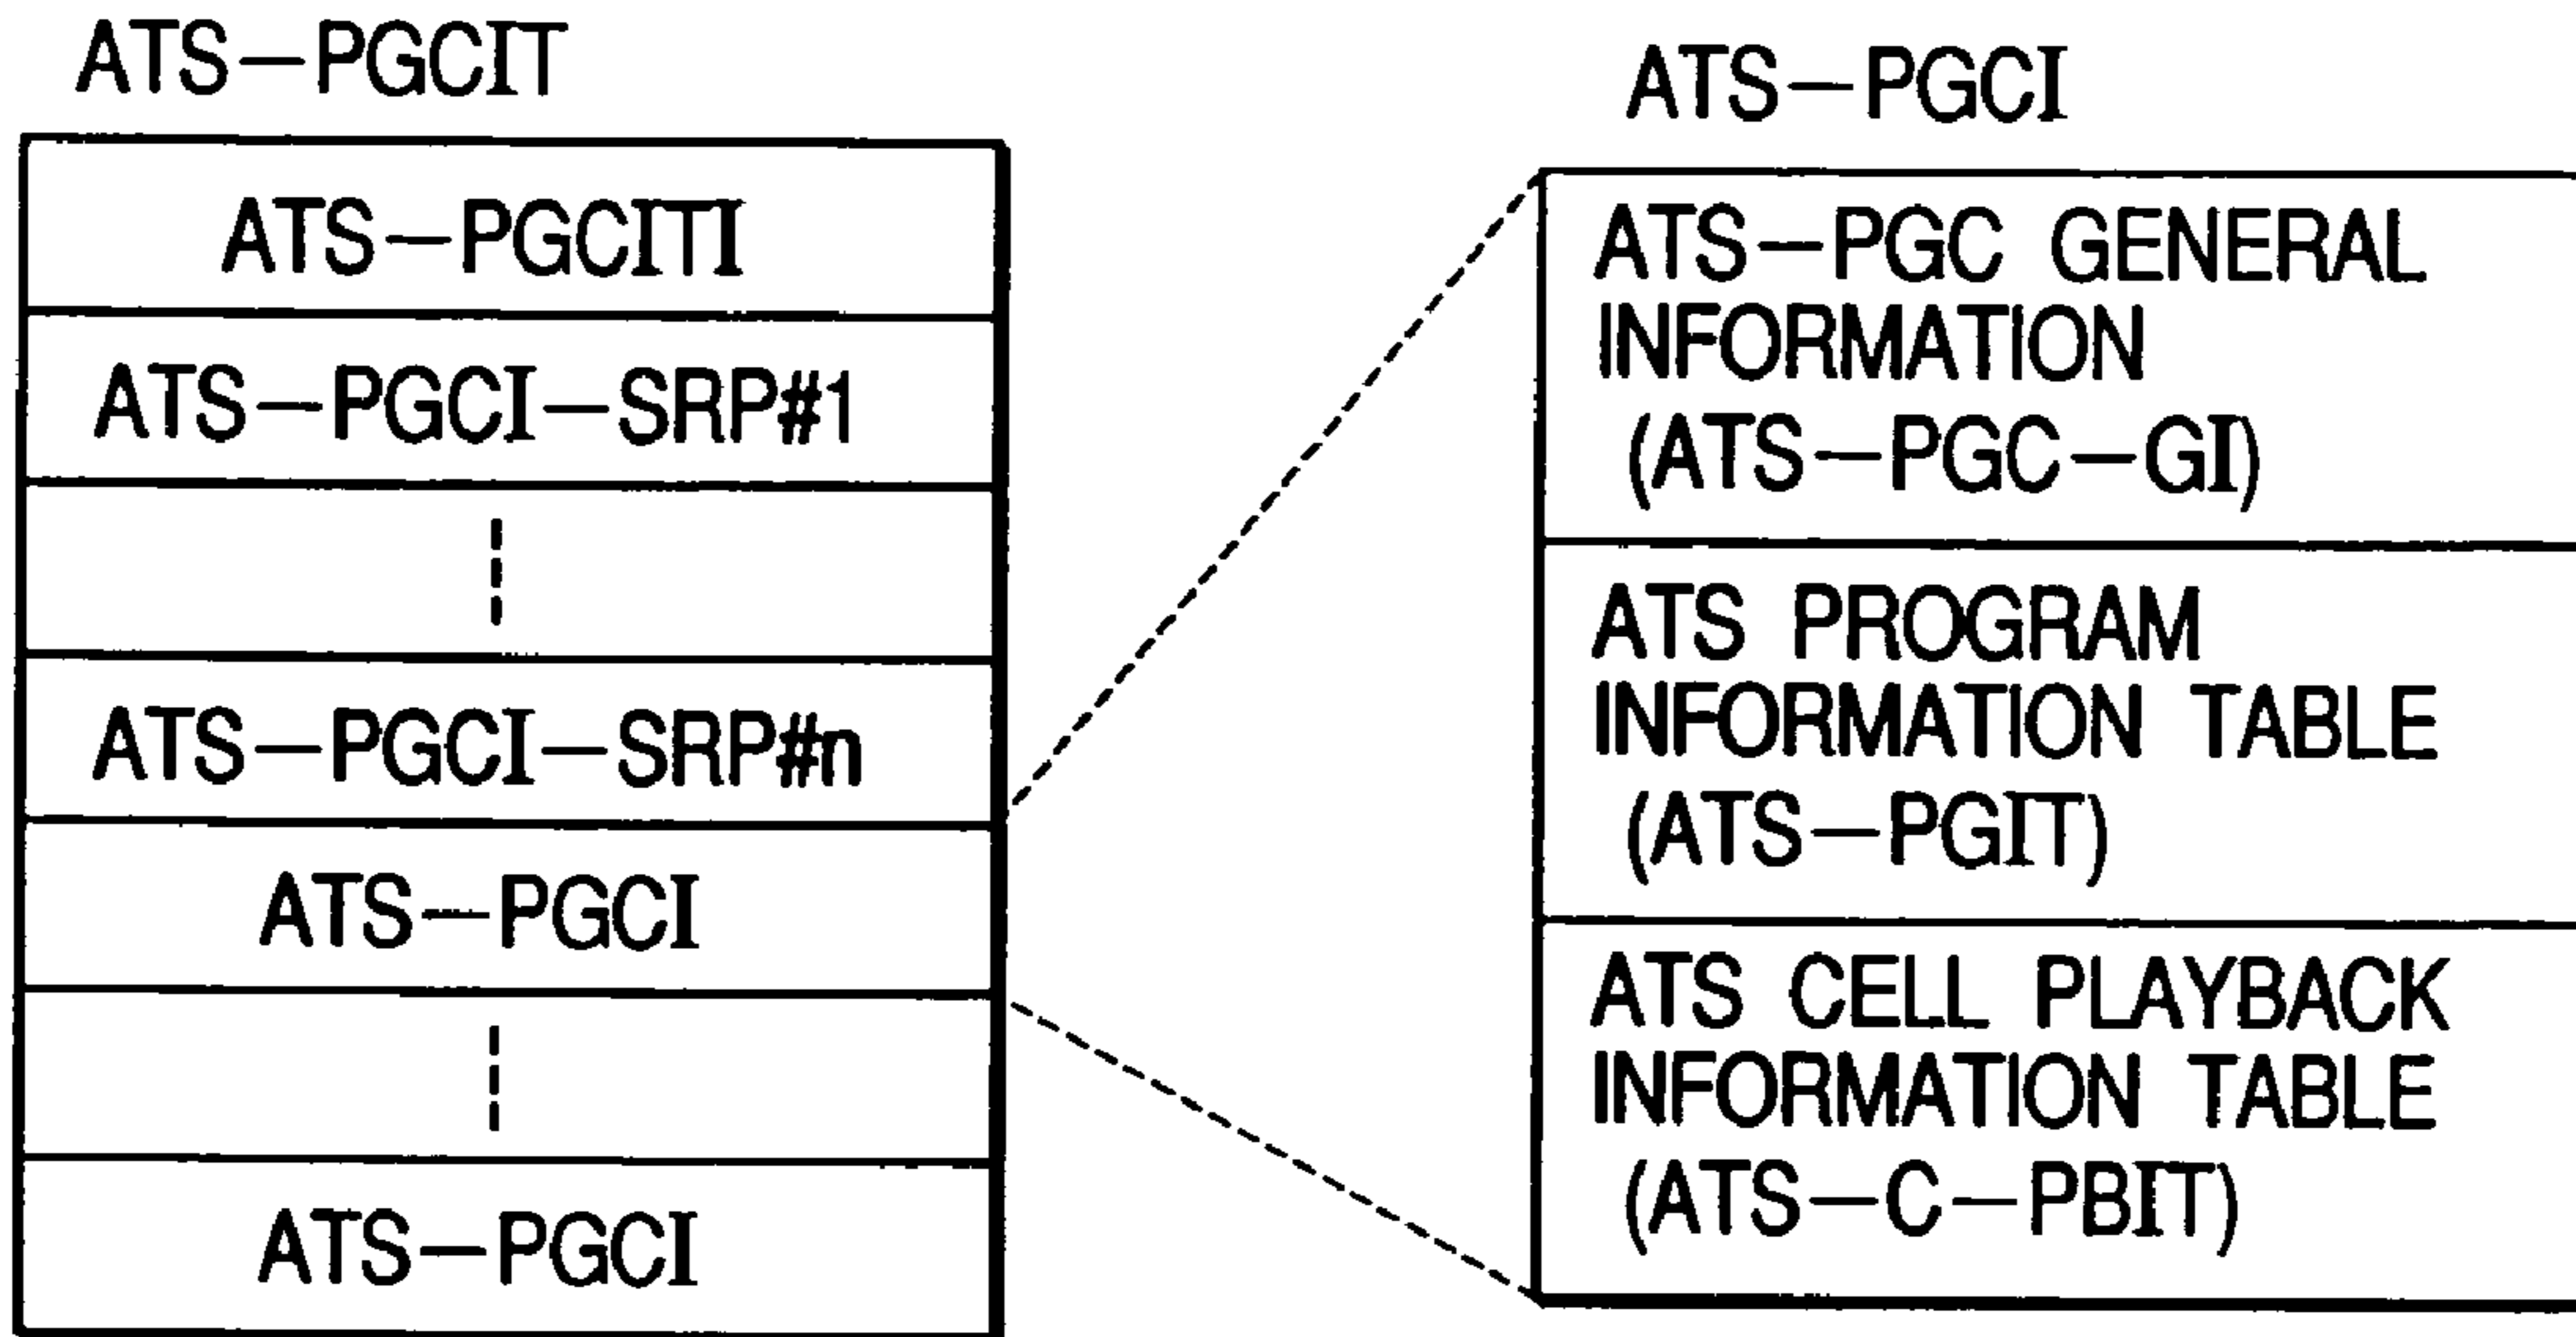 ATS-PGCIT
ATS-PGCITI
ATS-PGCI-SRP#1
ATS-PGCI-SRP#n
ATS-PGCI
ATS-PGCI
ATS-PGCI
ATS-PGC GENERAL
INFORMATION
(ATS-PGC-GI)
ATS PROGRAM
INFORMATION TABLE
(ATS-PGIT)
ATS CELL PLAYBACK
INFORMATION TABLE
(ATS-C-PBIT)